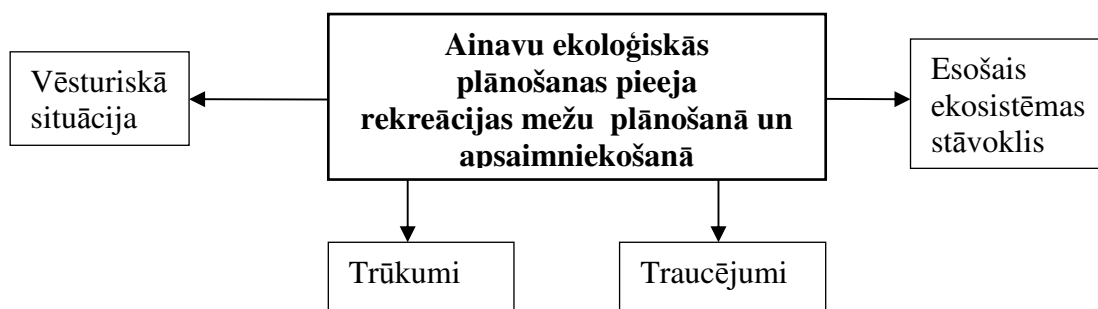 Ainavu ekoloģiskās
plānošanas pieeja
rekreācijas mežu plānošanā un
apsaimniekošanā
Vēsturiskā
situācija
Esošais
ekosistēmas
stāvoklis
Trūkumi
Traucējumi